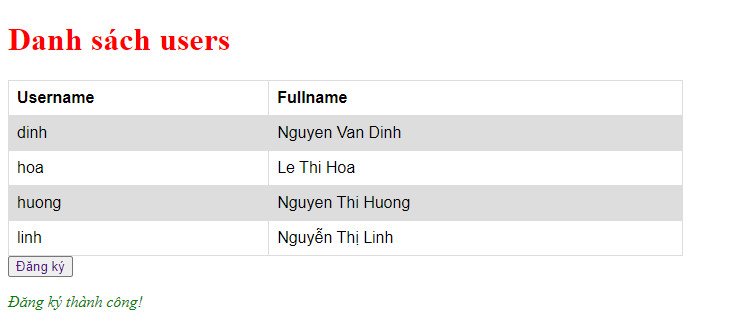 Danh sách users
Username Fullname
dinh Nguyen Van Dinh
hoa Le Thi Hoa
huong Nguyen Thi Huong
linh Nguyễn Thị Linh
Đăng ký
Đăng ký thành công!